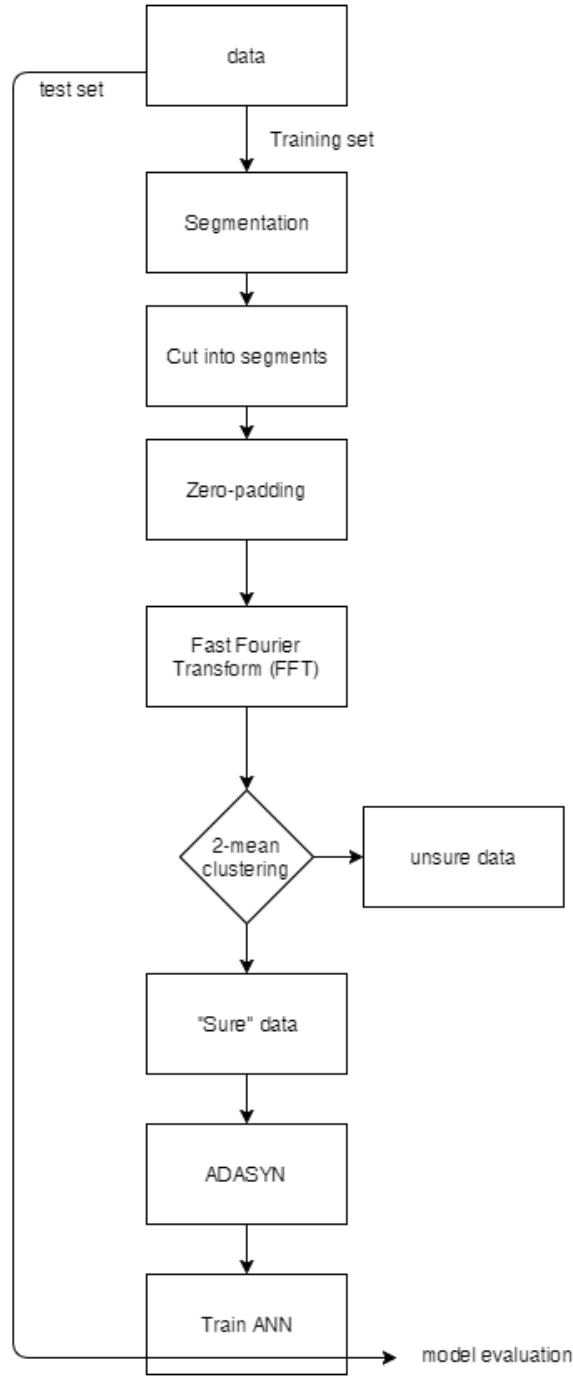 data
test set
Training set
Segmentation
Cut into segments
Zero-padding
Fast Fourier
Transform (FFT)
2-mean
clustering
unsure data
"Sure" data
ADASYN
Train ANN
model evaluation